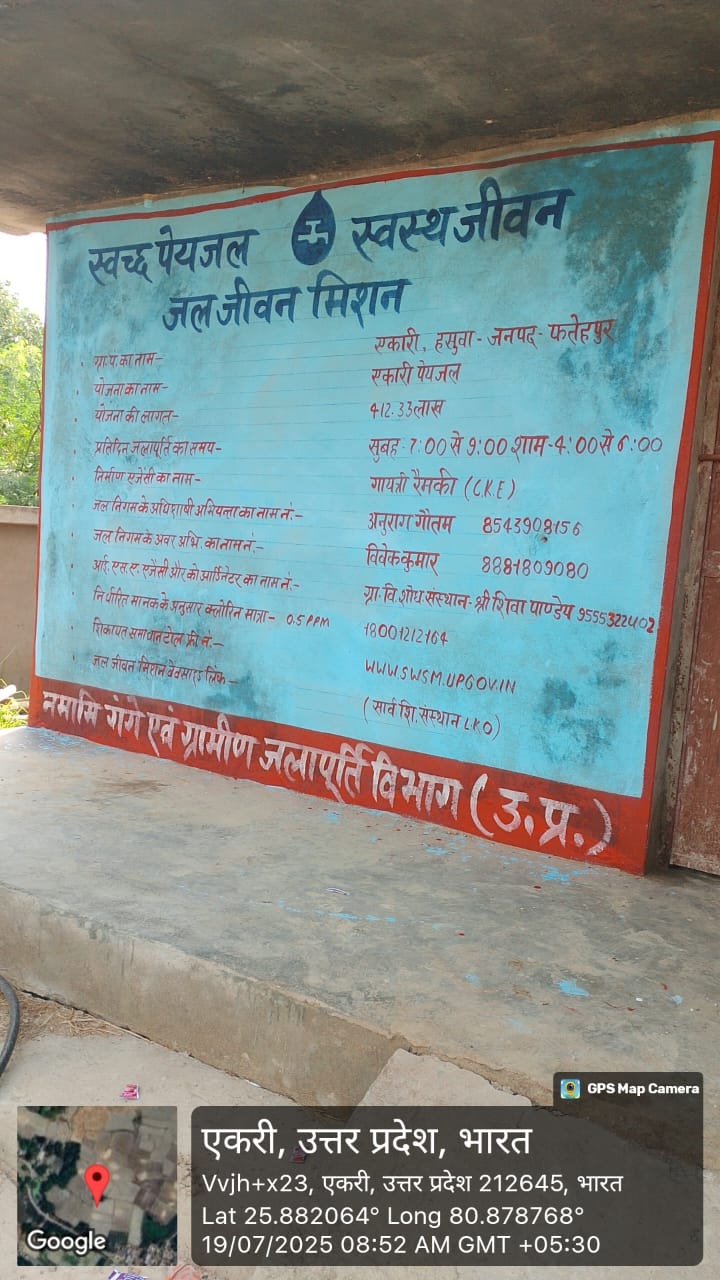 स्वच्छ पेयजल स्वस्थ जीवन
जल जीवन मिशन
ग्रा.पं. का नाम- एकारी, हसुवा - जनपद - फतेहपुर
योजना का नाम- एकारी पेयजल
योजना की लागत- 412.33 लाख
प्रतिदिन जलापूर्ति का समय- सुबह - 7:00 से 9:00 शाम - 4:00 से 6:00
निर्माण एजेंसी का नाम- गायत्री रैमकी (C.K.E)
जल निगम के अधिशाषी अभियन्ता का नाम नं:- अनुराग गौतम 8543908156
जल निगम के अवर अभि. का नाम नं:- विवेक कुमार 8881809080
आई. एस. ए. एजेंसी और को आर्डिनेटर का नाम नं:- ग्रा. वि. शोध संस्थान - श्री शिवा पाण्डेय 9555322402
निर्धारित मानक के अनुसार क्लोरिन मात्रा- 0.5 PPM
शिकायत समाधान टोल फ्री नं:- 18001212164
जल जीवन मिशन वेबसाइड लिंक- WWW.SWSM.UPGOV.IN
(सार्व शि. संस्थान LKO)
नमामि गंगे एवं ग्रामीण जलापूर्ति विभाग (उ.प्र.)
GPS Map Camera
एकरी, उत्तर प्रदेश, भारत
Vvjh+x23, एकरी, उत्तर प्रदेश 212645, भारत
Lat 25.882064° Long 80.878768°
19/07/2025 08:52 AM GMT +05:30
Google